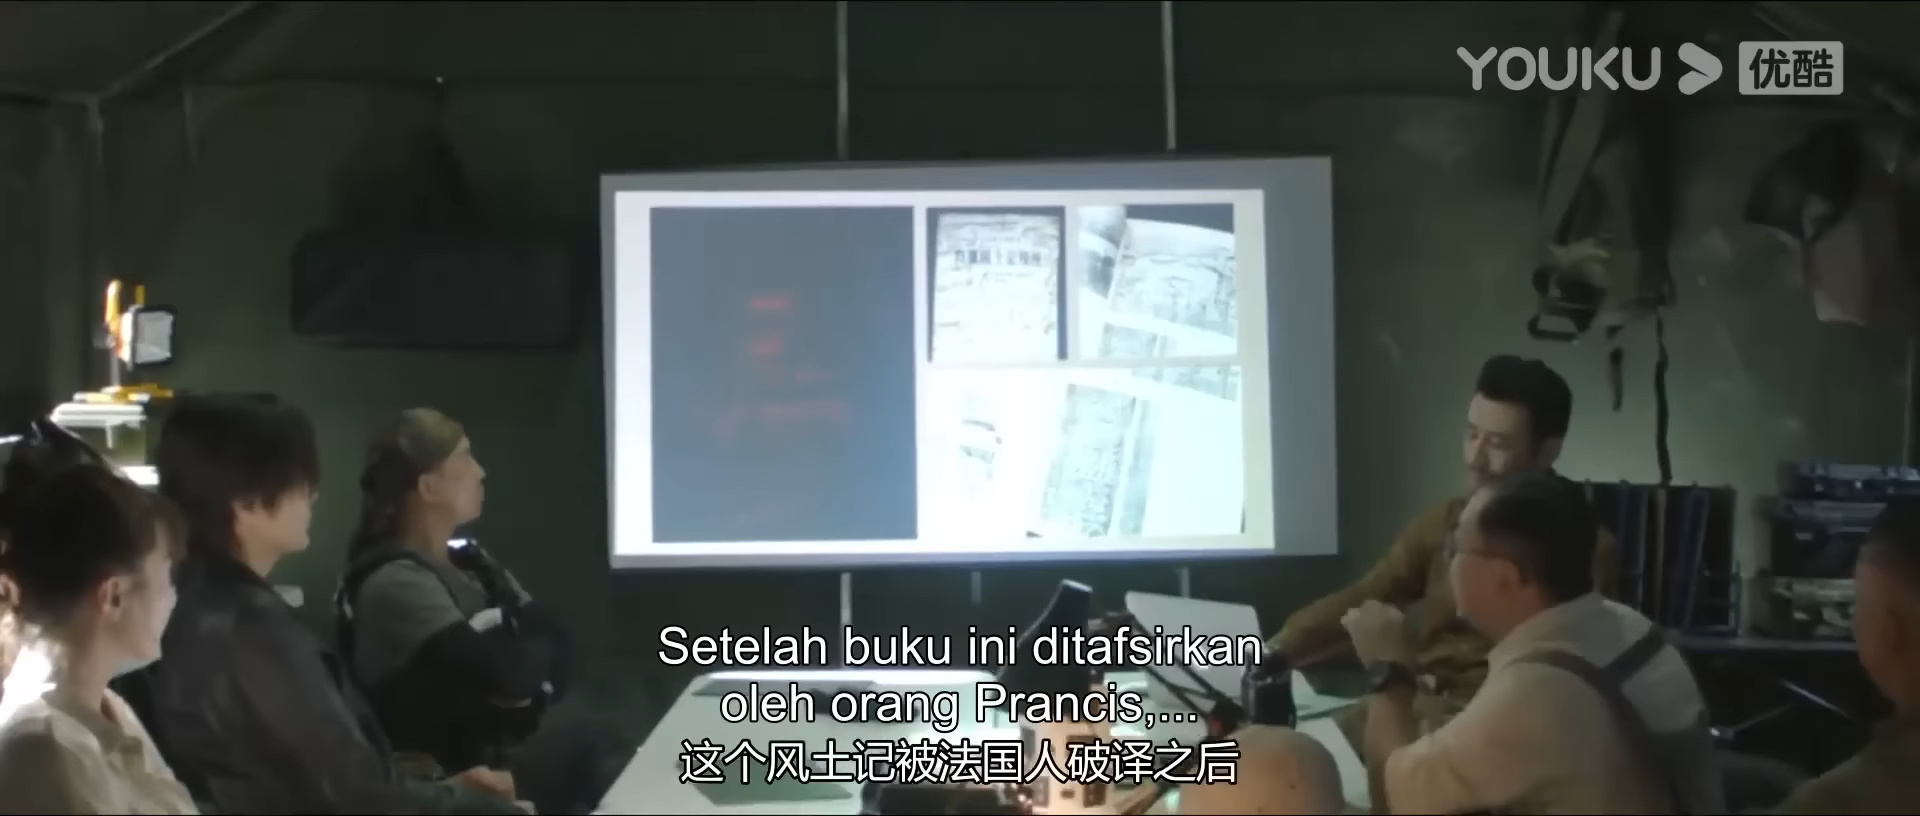 YOUKU 优酷
Setelah buku ini ditafsirkan
oleh orang Prancis,...
这个风土记被法国人破译之后